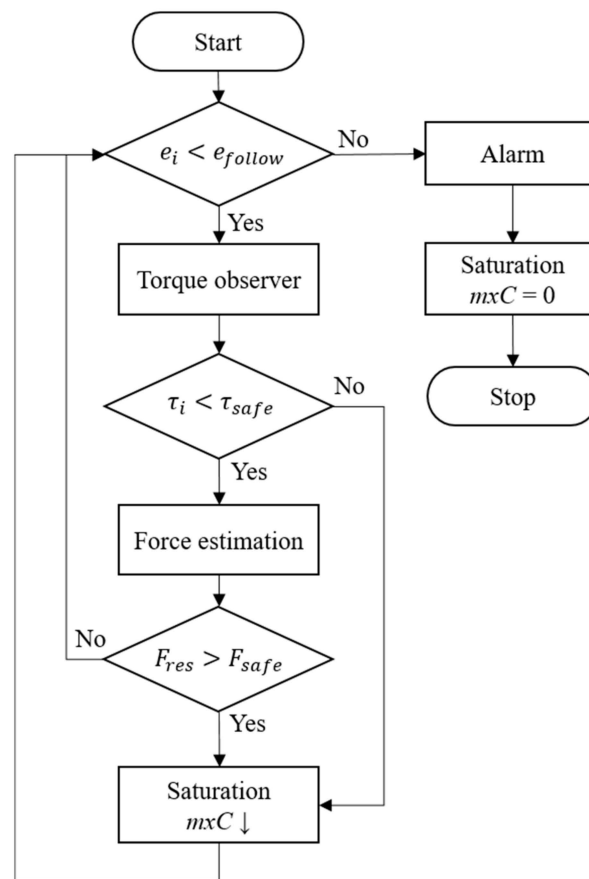 Start
e_i < e_follow
No
Alarm
Yes
Torque observer
Saturation
mxC = 0
τ_i < τ_safe
No
Stop
Yes
Force estimation
No
F_res > F_safe
Yes
Saturation
mxC ↓